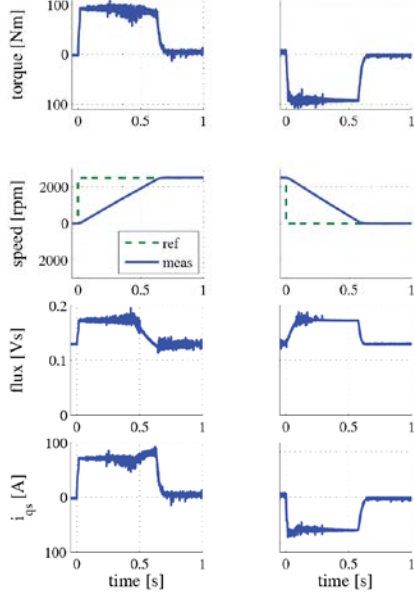 torque [Nm]
100
0
100
0 0.5 1
0 0.5 1
speed [rpm]
2000
0
2000
ref
meas
0 0.5 1
0 0.5 1
flux [Vs]
0.2
0.1
0
0 0.5 1
0 0.5 1
i_qs [A]
100
0
100
0 0.5 1
0 0.5 1
time [s]
time [s]